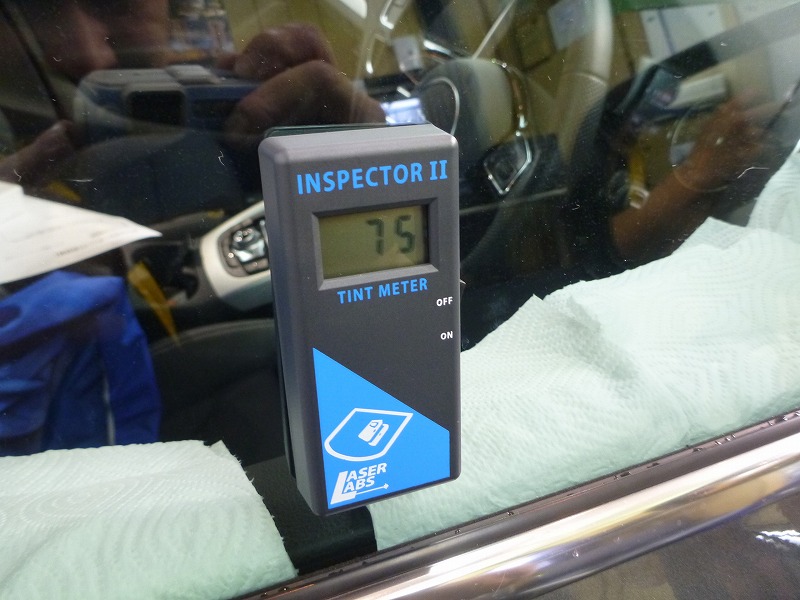 INSPECTOR II
75
TINT METER
OFF
ON
LASER
LABS